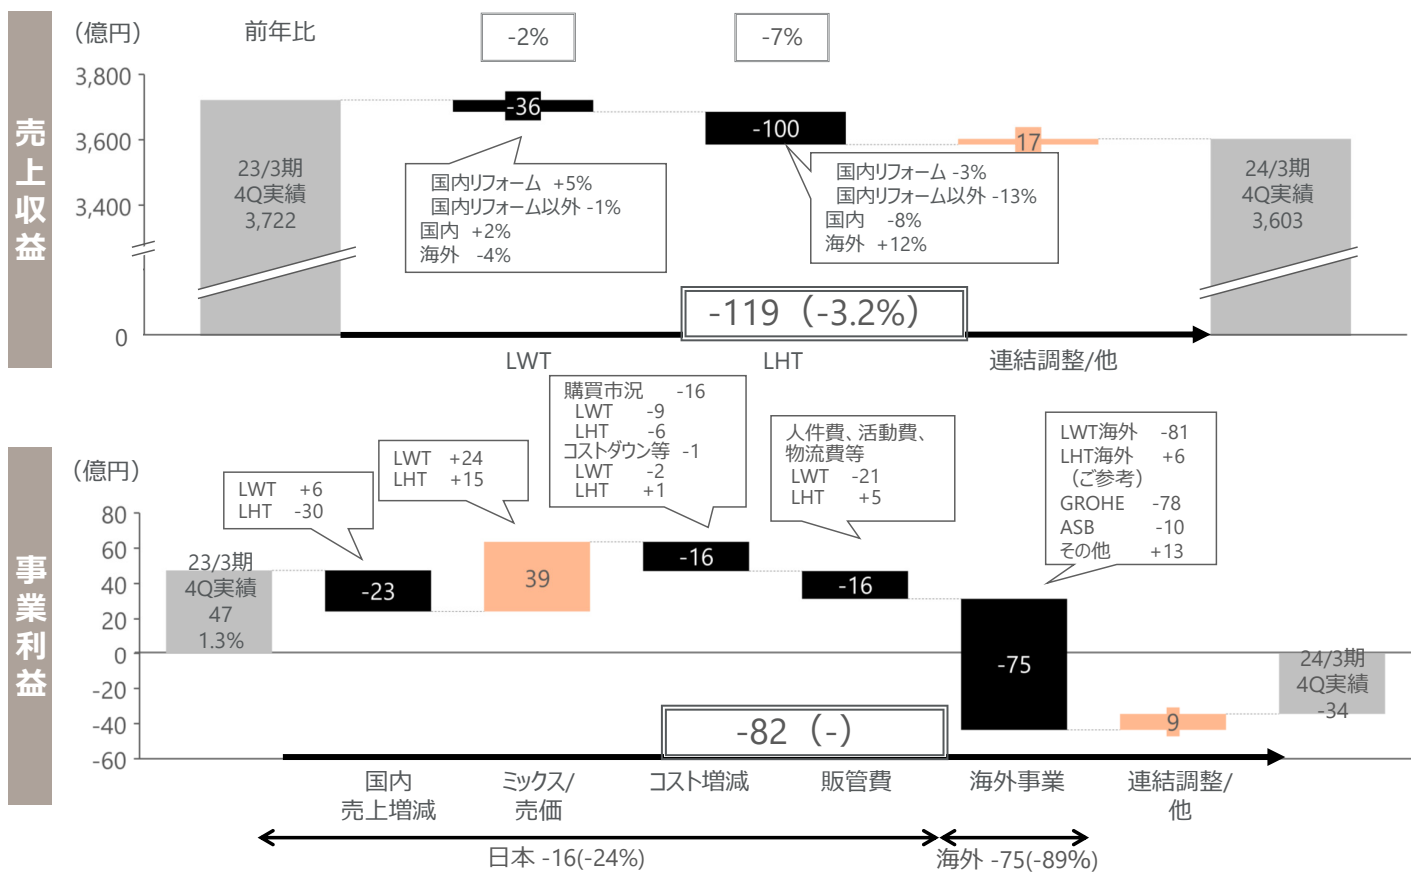 売上収益
（億円）
前年比
-2%
-7%
3,800
3,600
3,400
0
23/3期
4Q実績
3,722
-36
-100
17
24/3期
4Q実績
3,603
国内リフォーム +5%
国内リフォーム以外 -1%
国内 +2%
海外 -4%
国内リフォーム -3%
国内リフォーム以外 -13%
国内 -8%
海外 +12%
-119（-3.2%）
LWT
LHT
連結調整/他
事業利益
（億円）
80
60
40
20
0
-20
-40
-60
23/3期
4Q実績
47
1.3%
LWT +6
LHT -30
-23
LWT +24
LHT +15
39
購買市況 -16
LWT -9
LHT -6
コストダウン等 -1
LWT -2
LHT +1
-16
人件費、活動費、
物流費等
LWT -21
LHT +5
-16
LWT海外 -81
LHT海外 +6
（ご参考）
GROHE -78
ASB -10
その他 +13
-75
9
24/3期
4Q実績
-34
-82（-）
国内
売上増減
ミックス/
売価
コスト増減
販管費
海外事業
連結調整/
他
日本 -16(-24%)
海外 -75(-89%)